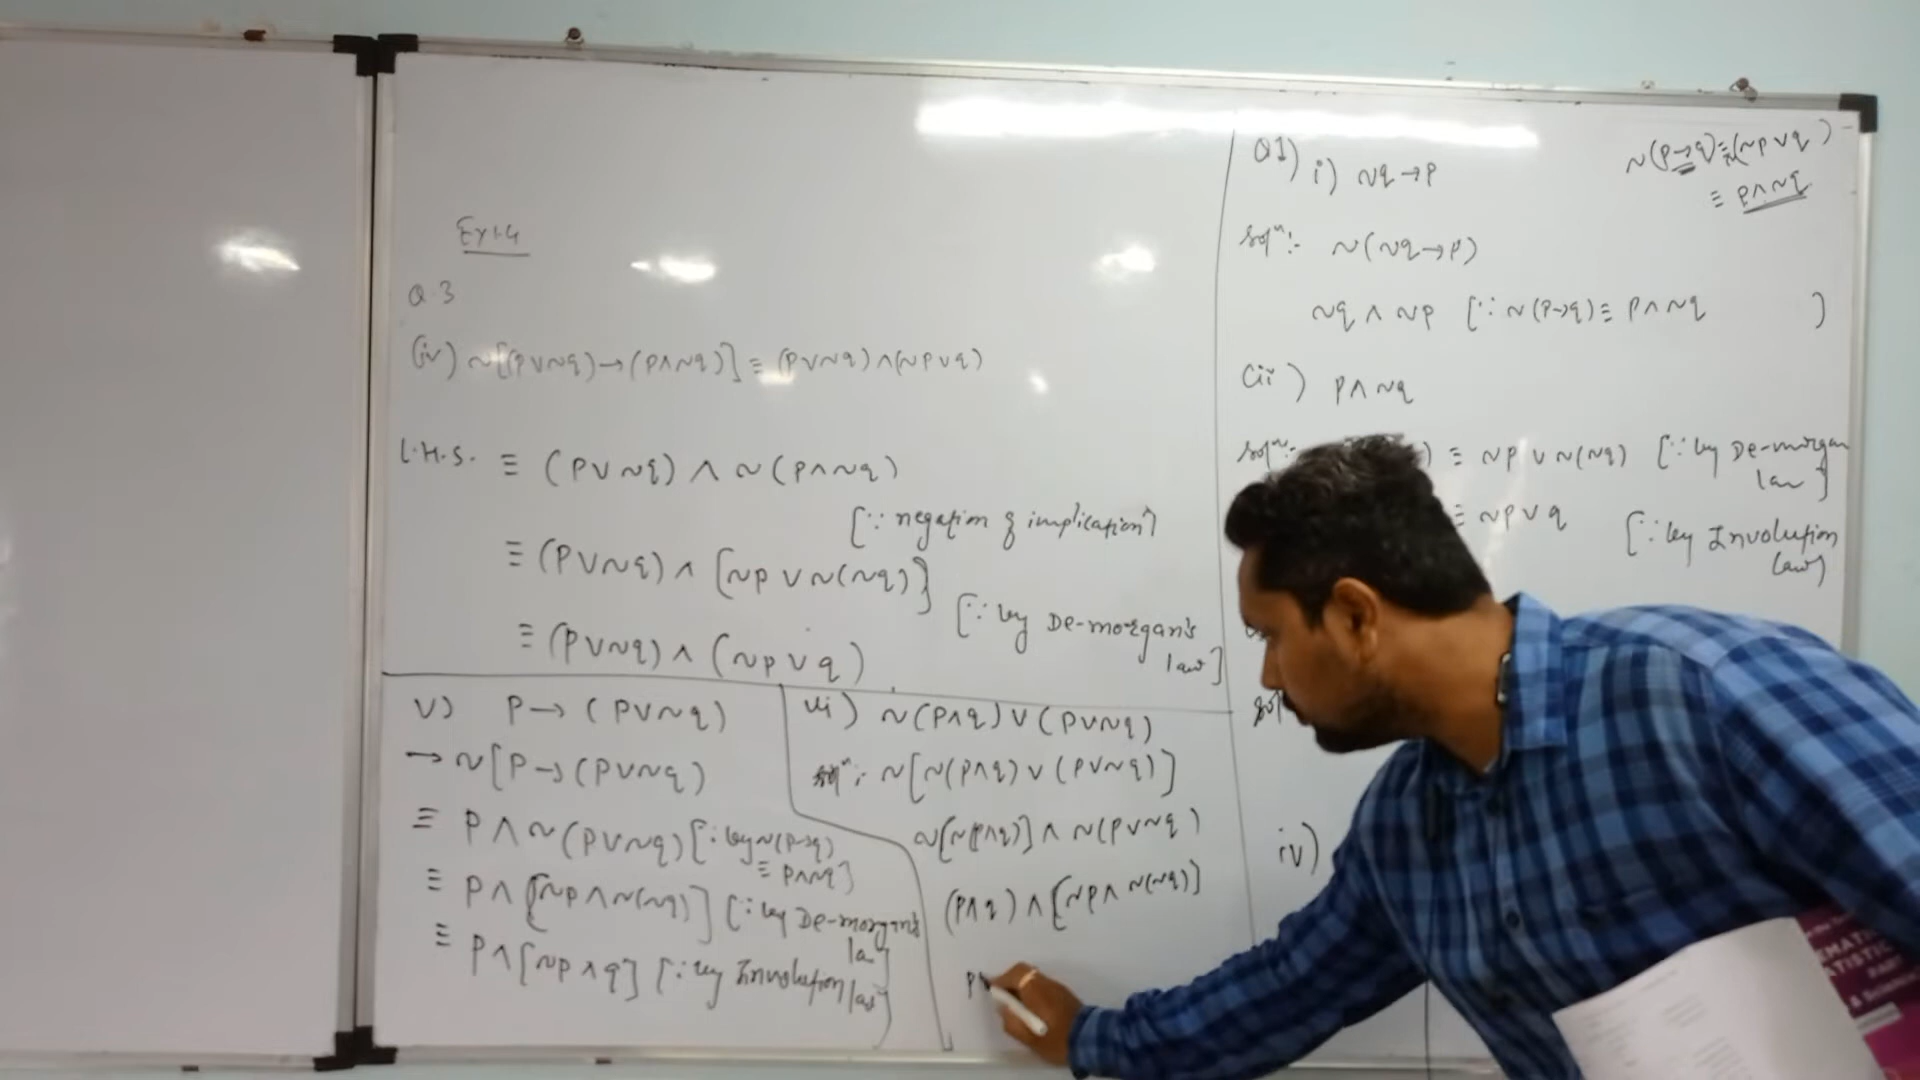 Ex 1.4
Q.3
(iv) ~[(p∨~q)→(p∧~q)] ≡ (p∨~q)∧(~p∨q)
L.H.S. ≡ (p∨~q) ∧ ~(p∧~q)
[∵ negation of implication]
≡ (p∨~q) ∧ [~p ∨ ~(~q)]
[∵ by De-morgan's
law]
≡ (p∨~q) ∧ (~p∨q)
v) p → (p∨~q)
→ ~[p→(p∨~q)
≡ p∧~(p∨~q) [∵ by ~(p→q)
≡ p∧~q]
≡ p∧[~p∧~(~q)] [∵ by De-morgan's
law]
≡ p∧[~p∧q] [∵ by Involution law]
vi) ~(p∧q)∨(p∨~q)
solⁿ: ~[~(p∧q)∨(p∨~q)]
~[~(p∧q)]∧~(p∨~q)
(p∧q)∧[~p∧~(~q)]
p∧
Q1) i) ~q→p
~(p→q)≡~(~p∨q)
≡ p∧~q
solⁿ:- ~(~q→p)
~q ∧ ~p [∵ ~(p→q) ≡ p∧~q ]
(ii) p∧~q
solⁿ:- ) ≡ ~p∨~(~q) [∵ by De-morgan
law]
≡ ~p∨q [∵ by Involution
law]
solⁿ
iv)